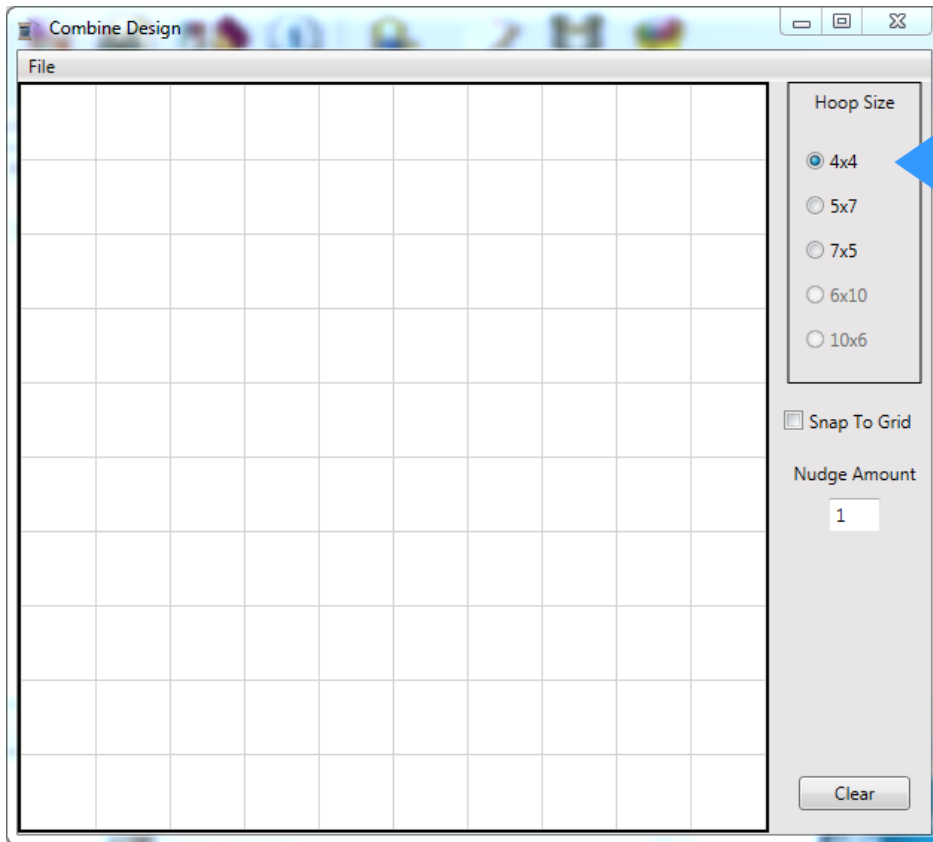 Combine Design
File
Hoop Size
4x4
5x7
7x5
6x10
10x6
Snap To Grid
Nudge Amount
1
Clear